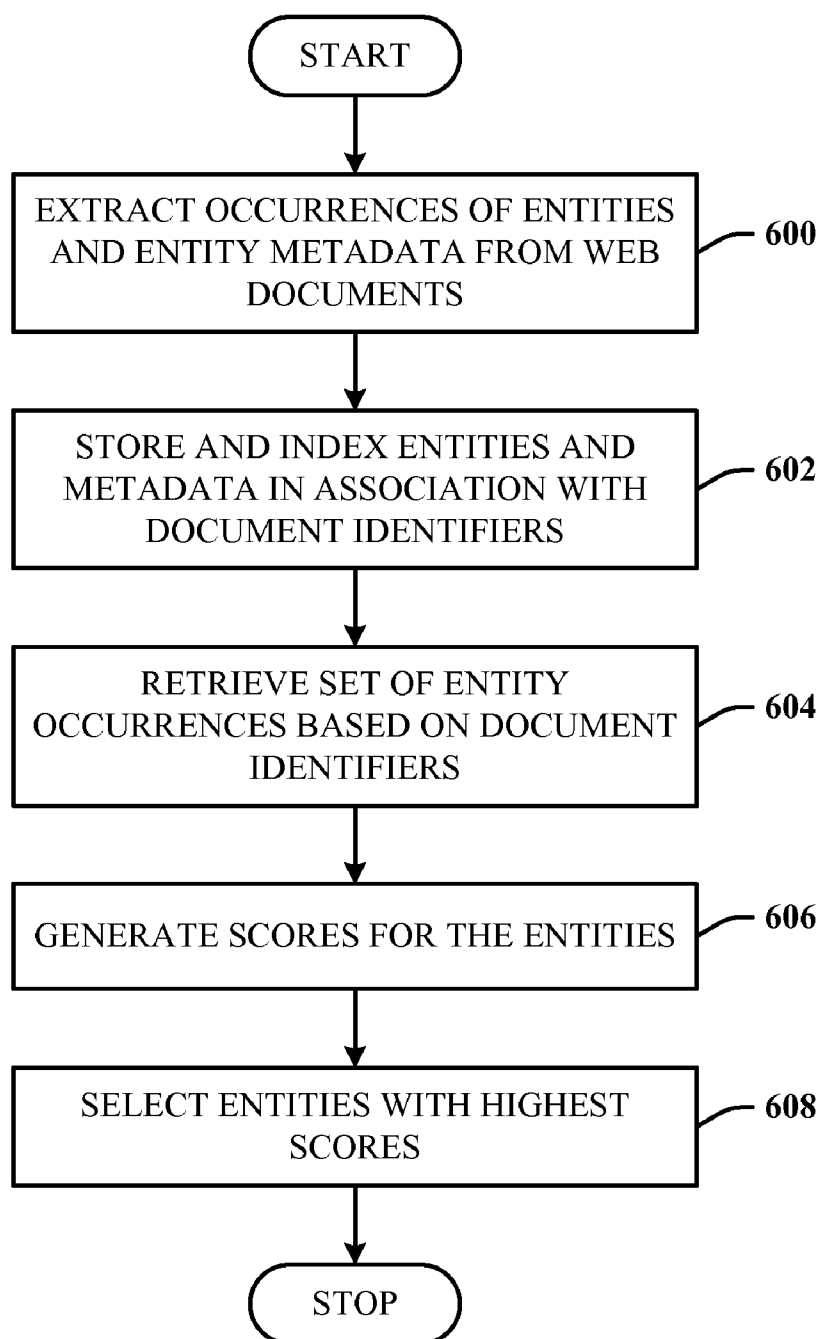 START
EXTRACT OCCURRENCES OF ENTITIES
AND ENTITY METADATA FROM WEB
DOCUMENTS
600
STORE AND INDEX ENTITIES AND
METADATA IN ASSOCIATION WITH
DOCUMENT IDENTIFIERS
602
RETRIEVE SET OF ENTITY
OCCURRENCES BASED ON DOCUMENT
IDENTIFIERS
604
GENERATE SCORES FOR THE ENTITIES
606
SELECT ENTITIES WITH HIGHEST
SCORES
608
STOP